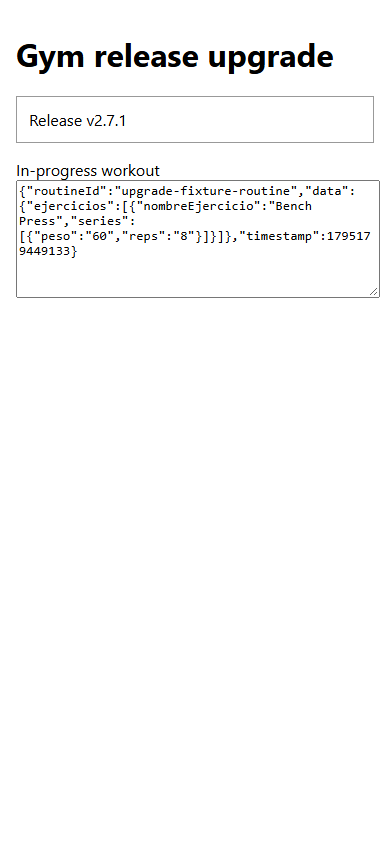 Gym release upgrade
Release v2.7.1
In-progress workout
{"routineId":"upgrade-fixture-routine","data":
{"ejercicios":[{"nombreEjercicio":"Bench
Press","series":
[{"peso":"60","reps":"8"}]}]},"timestamp":179517
9449133}